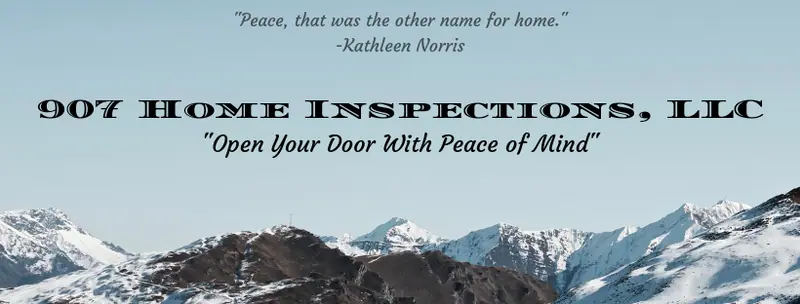 "Peace, that was the other name for home."
-Kathleen Norris
907 Home Inspections, LLC
"Open Your Door With Peace of Mind"